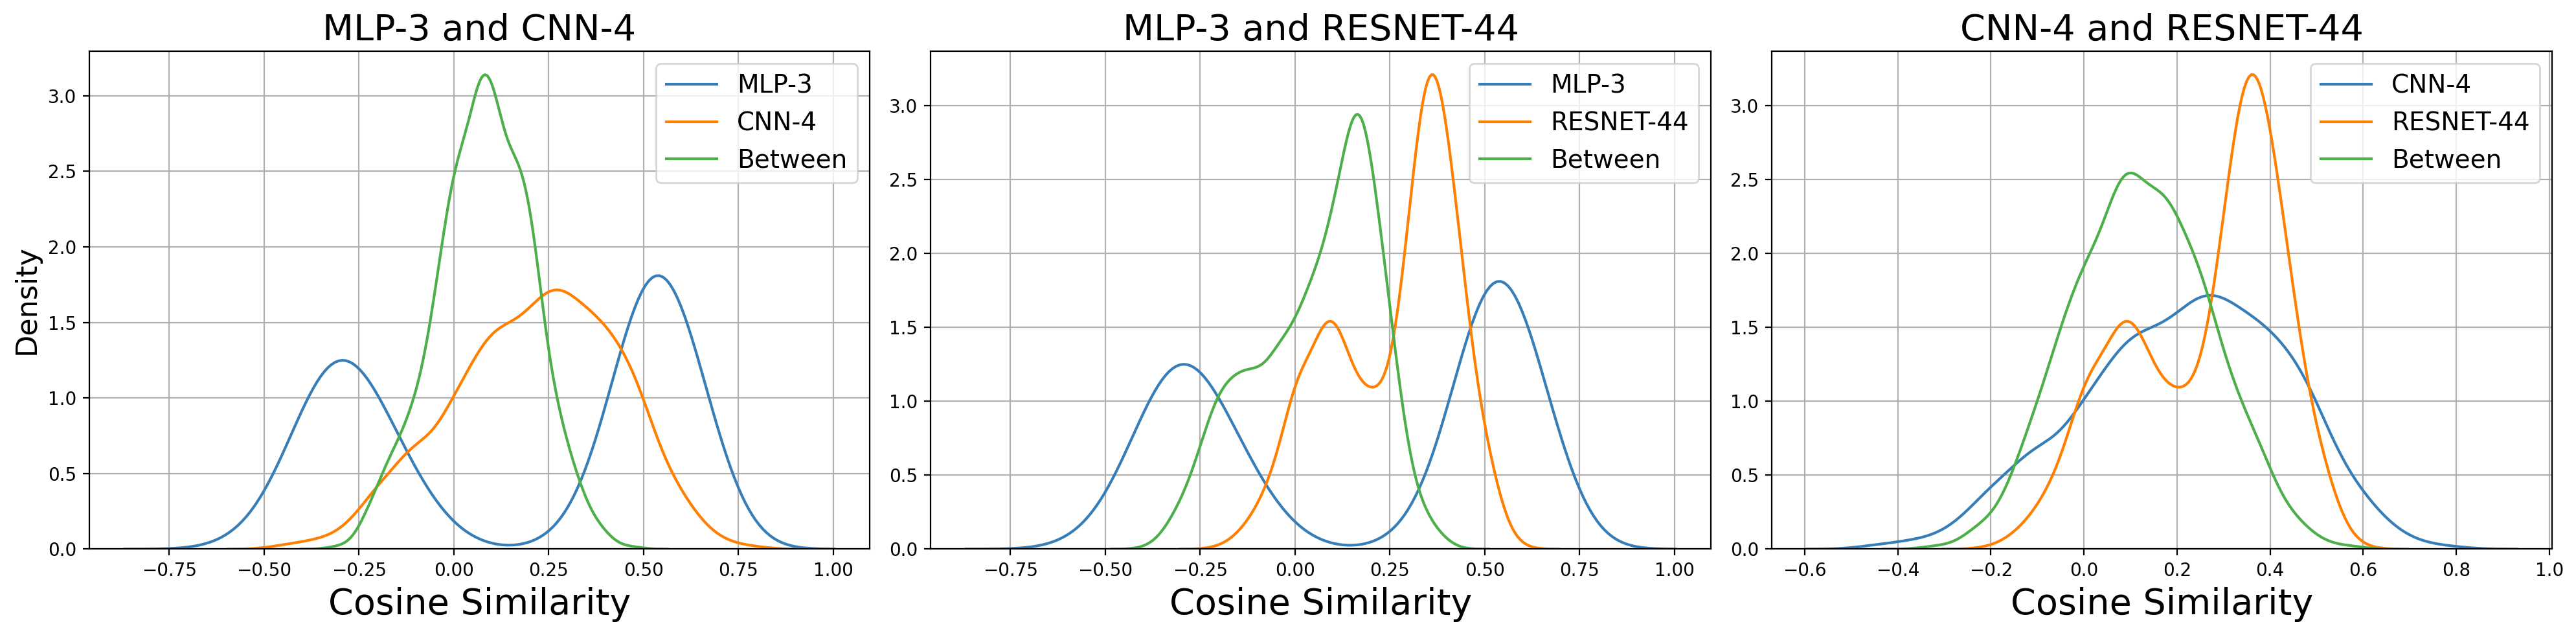 MLP-3 and CNN-4
MLP-3
CNN-4
Between
Density
3.0
2.5
2.0
1.5
1.0
0.5
0.0
−0.75 −0.50 −0.25 0.00 0.25 0.50 0.75 1.00
Cosine Similarity
MLP-3 and RESNET-44
MLP-3
RESNET-44
Between
3.0
2.5
2.0
1.5
1.0
0.5
0.0
−0.75 −0.50 −0.25 0.00 0.25 0.50 0.75 1.00
Cosine Similarity
CNN-4 and RESNET-44
CNN-4
RESNET-44
Between
3.0
2.5
2.0
1.5
1.0
0.5
0.0
−0.6 −0.4 −0.2 0.0 0.2 0.4 0.6 0.8 1.0
Cosine Similarity